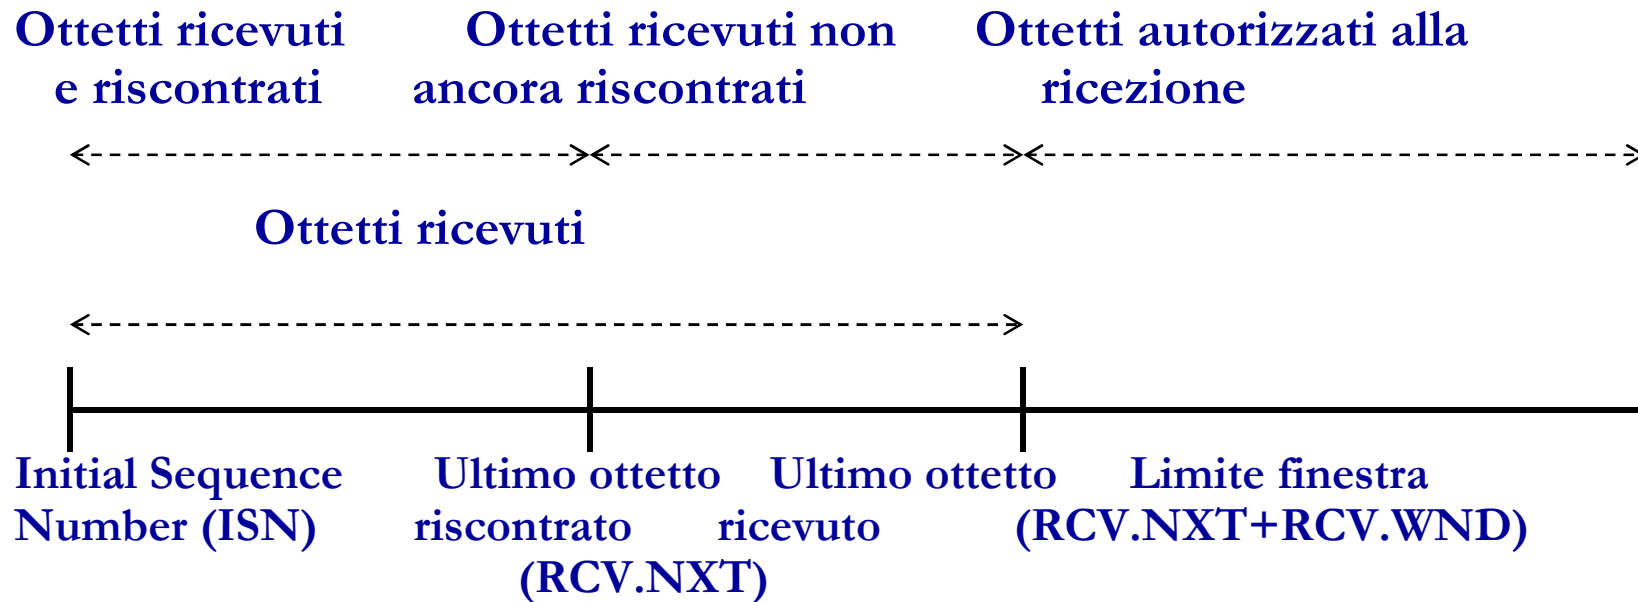 Ottetti ricevuti e riscontrati
Ottetti ricevuti non ancora riscontrati
Ottetti autorizzati alla ricezione
Ottetti ricevuti
Initial Sequence Number (ISN)
Ultimo ottetto riscontrato (RCV.NXT)
Ultimo ottetto ricevuto
Limite finestra (RCV.NXT+RCV.WND)